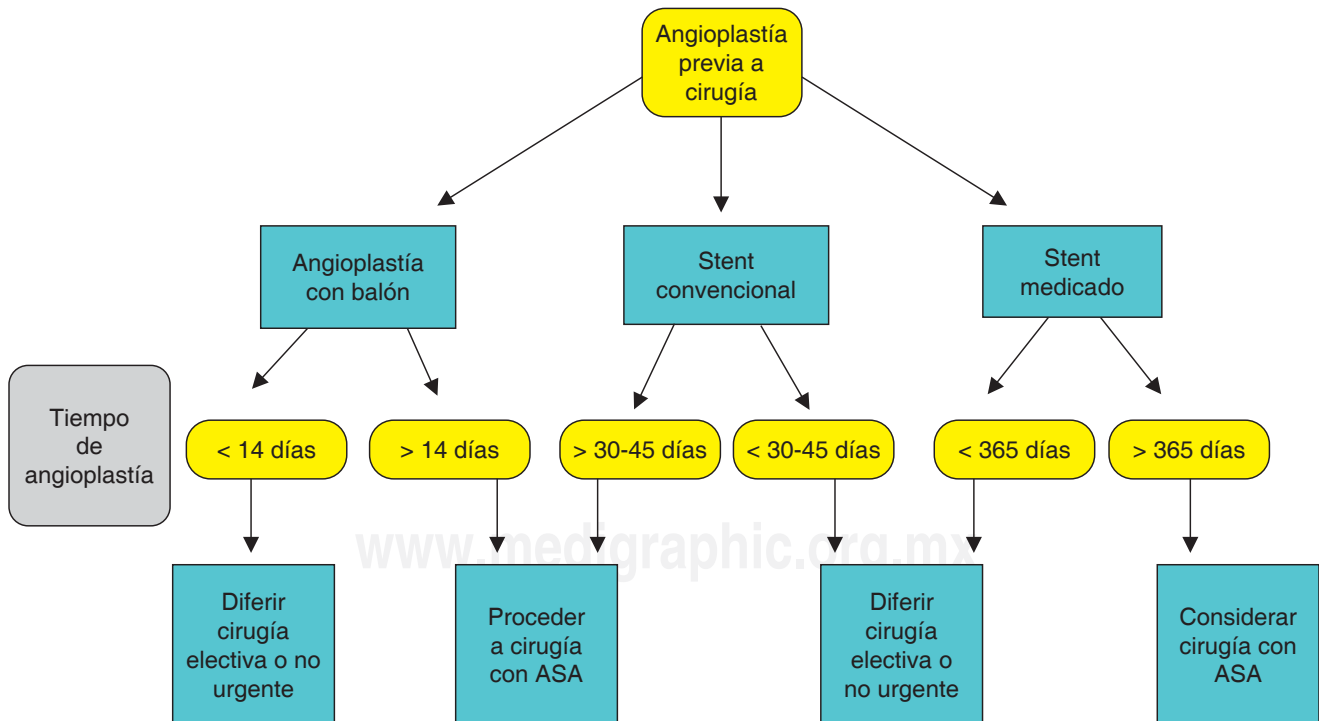 Angioplastía
previa a
cirugía
Angioplastía
con balón
Stent
convencional
Stent
medicado
Tiempo
de
angioplastía
< 14 días
> 14 días
> 30-45 días
< 30-45 días
< 365 días
> 365 días
www.medigraphic.org.mx
Diferir
cirugía
electiva o no
urgente
Proceder
a cirugía
con ASA
Diferir
cirugía
electiva o
no urgente
Considerar
cirugía con
ASA